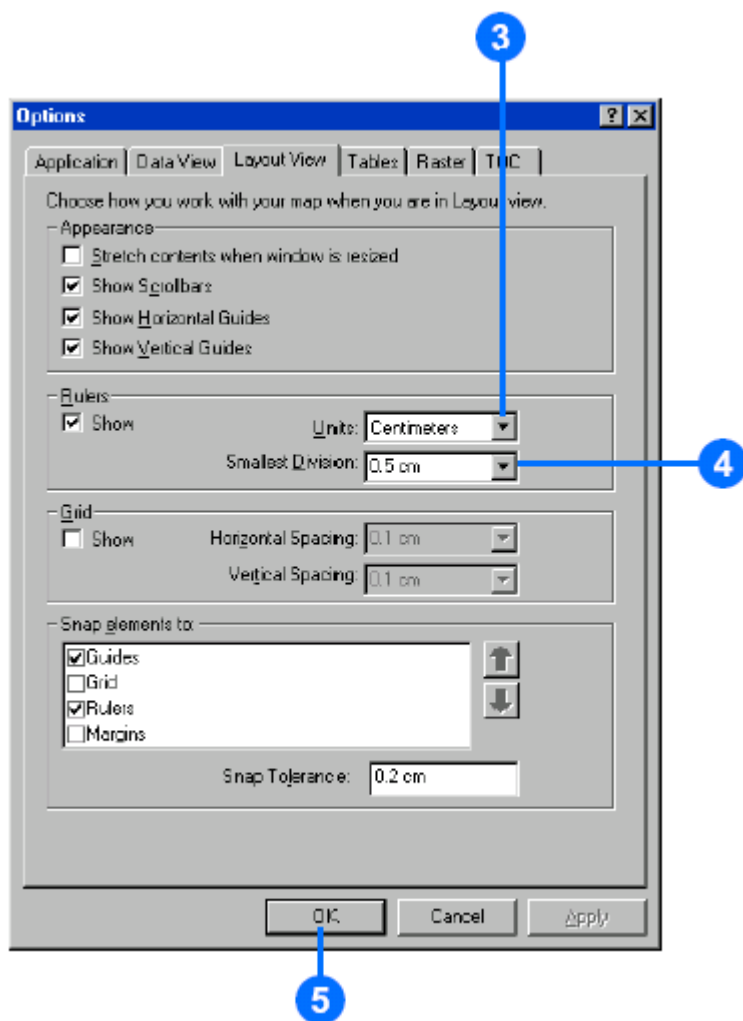 3
Options
Application Data View Layout View Tables Raster TOC
Choose how you work with your map when you are in Layout view.
Appearance
Stretch contents when window is resized
Show Scrollbars
Show Horizontal Guides
Show Vertical Guides
Rulers
Show Units: Centimeters
Smallest Division: 0.5 cm
4
Grid
Show Horizontal Spacing: 0.1 cm
Vertical Spacing: 0.1 cm
Snap elements to:
Guides
Grid
Rulers
Margins
Snap Tolerance: 0.2 cm
OK Cancel Apply
5